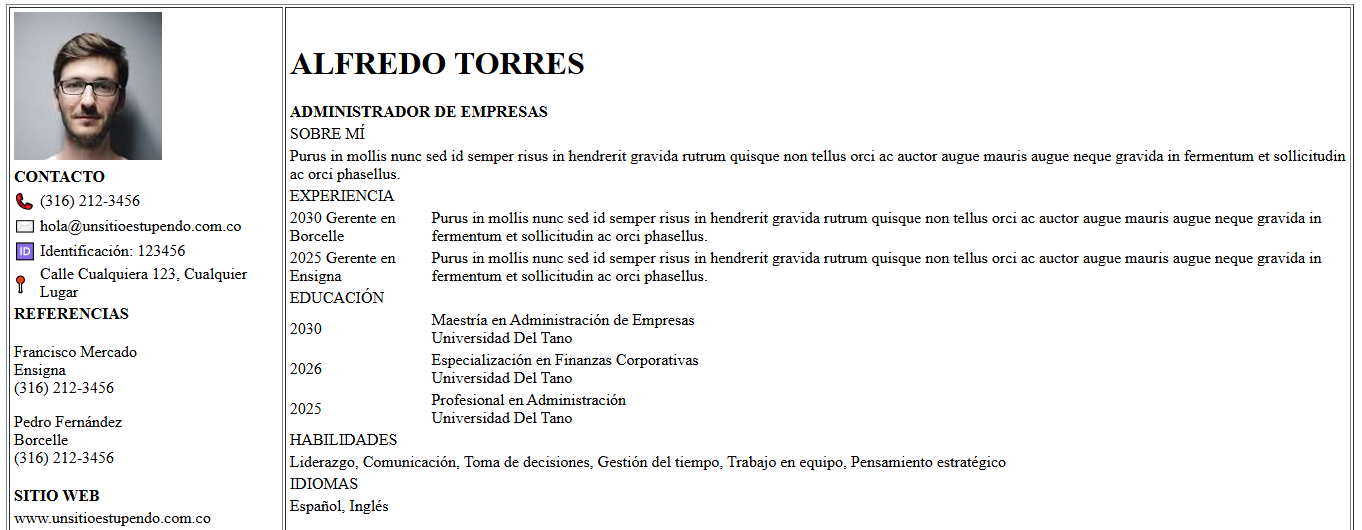 CONTACTO
(316) 212-3456
hola@unsitioestupendo.com.co
ID
Identificación: 123456
Calle Cualquiera 123, Cualquier
Lugar
REFERENCIAS
Francisco Mercado
Ensigna
(316) 212-3456
Pedro Fernández
Borcelle
(316) 212-3456
SITIO WEB
www.unsitioestupendo.com.co
ALFREDO TORRES
ADMINISTRADOR DE EMPRESAS
SOBRE MÍ
Purus in mollis nunc sed id semper risus in hendrerit gravida rutrum quisque non tellus orci ac auctor augue mauris augue neque gravida in fermentum et sollicitudin
ac orci phasellus.
EXPERIENCIA
2030 Gerente en
Borcelle
Purus in mollis nunc sed id semper risus in hendrerit gravida rutrum quisque non tellus orci ac auctor augue mauris augue neque gravida in
fermentum et sollicitudin ac orci phasellus.
2025 Gerente en
Ensigna
Purus in mollis nunc sed id semper risus in hendrerit gravida rutrum quisque non tellus orci ac auctor augue mauris augue neque gravida in
fermentum et sollicitudin ac orci phasellus.
EDUCACIÓN
2030
Maestría en Administración de Empresas
Universidad Del Tano
2026
Especialización en Finanzas Corporativas
Universidad Del Tano
2025
Profesional en Administración
Universidad Del Tano
HABILIDADES
Liderazgo, Comunicación, Toma de decisiones, Gestión del tiempo, Trabajo en equipo, Pensamiento estratégico
IDIOMAS
Español, Inglés